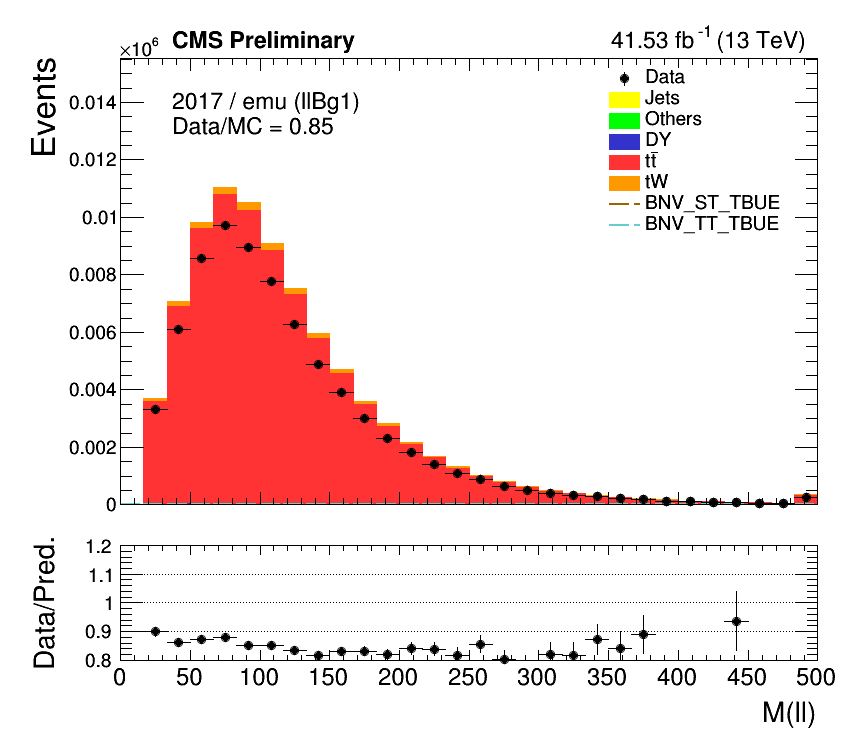 ×10⁶ CMS Preliminary 41.53 fb⁻¹ (13 TeV)
Events
2017 / emu (llBg1)
Data/MC = 0.85
Data
Jets
Others
DY
tt̄
tW
BNV_ST_TBUE
BNV_TT_TBUE
0.014
0.012
0.01
0.008
0.006
0.004
0.002
0
Data/Pred.
1.2
1.1
1
0.9
0.8
0 50 100 150 200 250 300 350 400 450 500
M(ll)